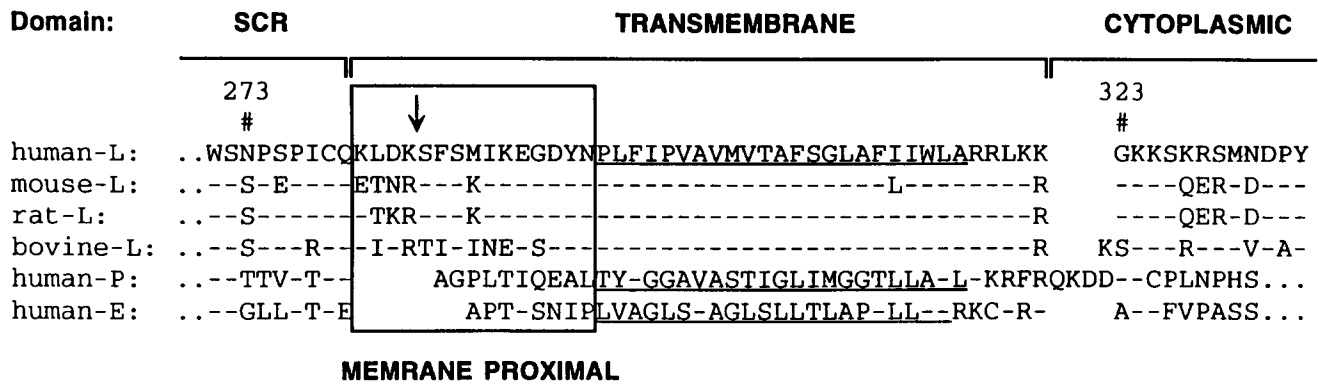 Domain: SCR TRANSMEMBRANE CYTOPLASMIC
273 323
# #
human-L: ..WSNPSPICQKLDKSFSMIKEGDYNPLFIPVAVMVTAFSGLAFIIWLARRLKK GKKSKRSMNDPY
mouse-L: ..--S-E----ETNR---K-------------------------L--------R ----QER-D---
rat-L: ..--S-------TKR---K----------------------------------R ----QER-D---
bovine-L: ..--S---R---I-RTI-INE-S------------------------------R KS---R---V-A-
human-P: ..--TTV-T-- AGPLTIQEALTY-GGAVASTIGLIMGGTLLA-L-KRFRQKDD--CPLNPHS...
human-E: ..--GLL-T-E APT-SNIPLVAGLS-AGLSLLTLAP-LL--RKC-R- A--FVPASS...
MEMRANE PROXIMAL